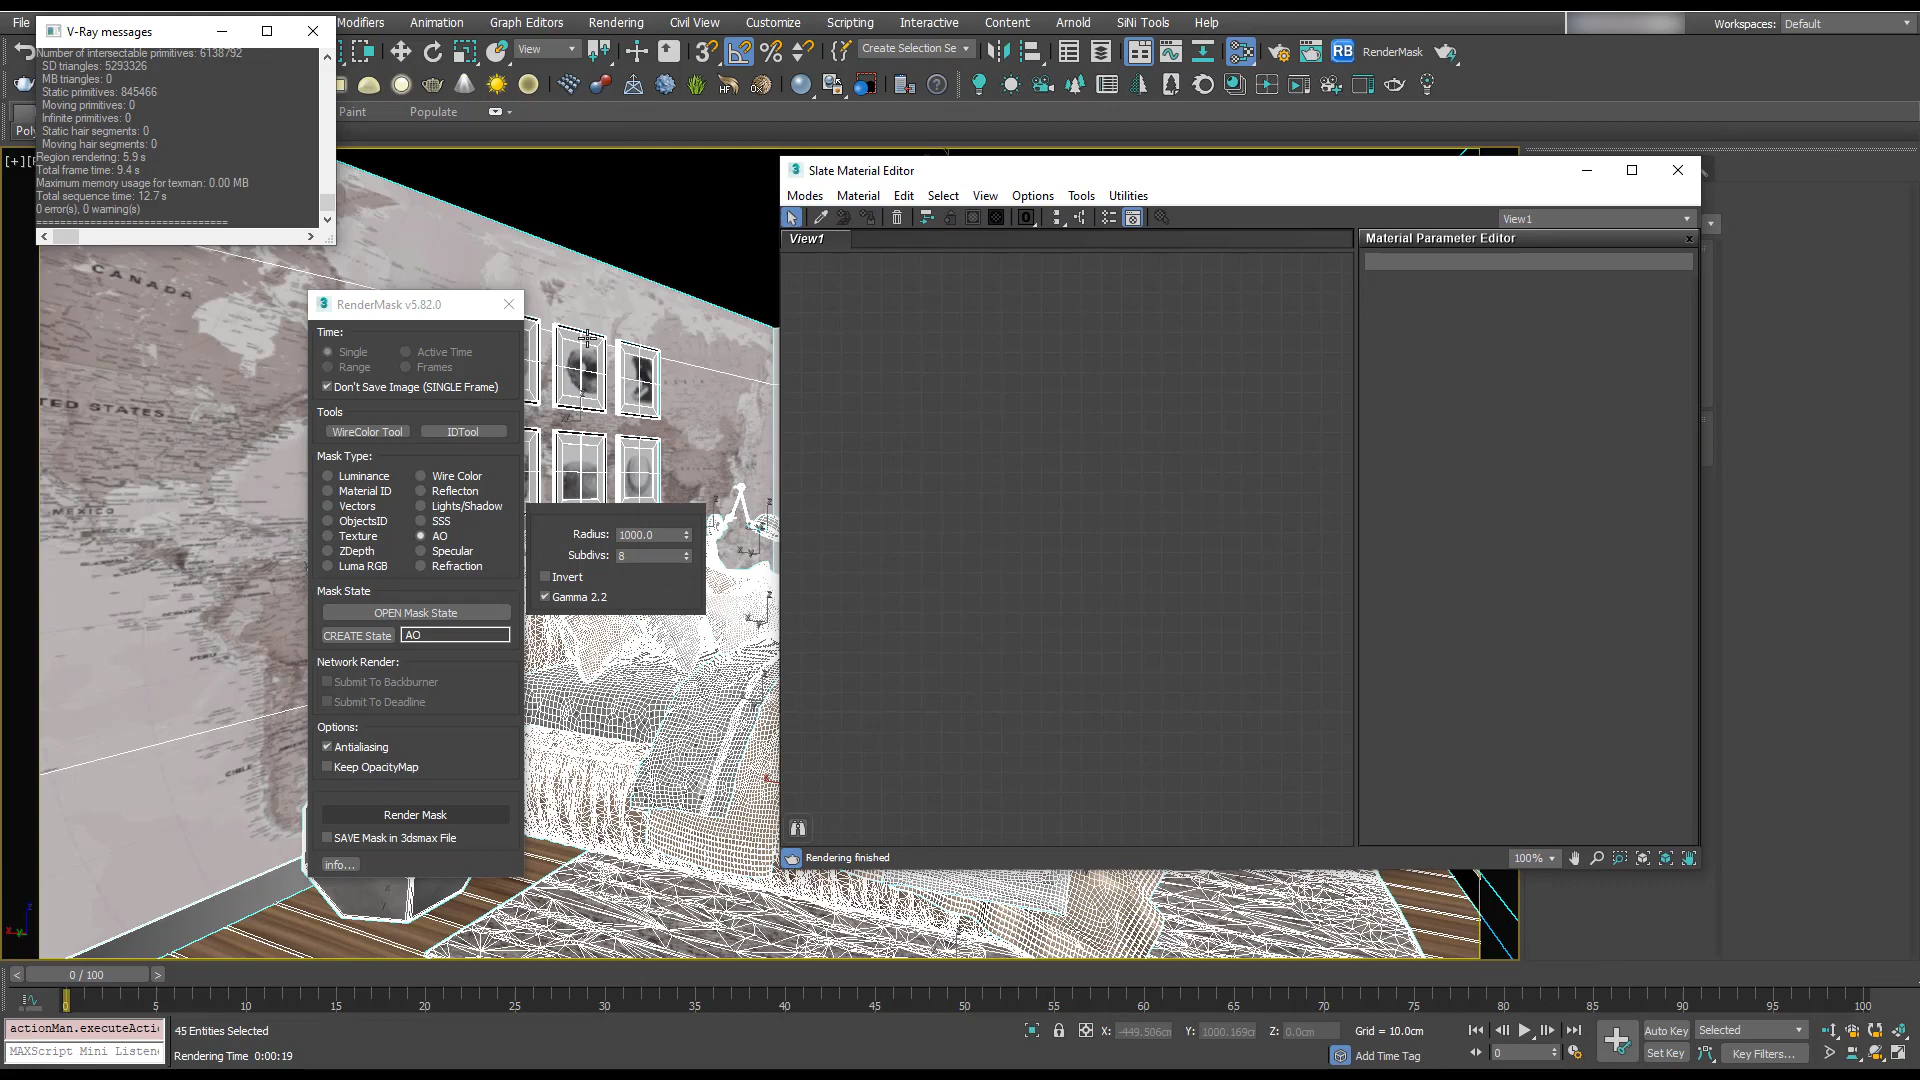 File
Modifiers
Animation
Graph Editors
Rendering
Civil View
Customize
Scripting
Interactive
Content
Arnold
SiNi Tools
Help
Workspaces: Default
V-Ray messages
View
Create Selection Se
RB RenderMask
Number of intersectable primitives: 6138792
SD triangles: 5293326
MB triangles: 0
Static primitives: 845466
Moving primitives: 0
Infinite primitives: 0
Static hair segments: 0
Moving hair segments: 0
Region rendering: 5.9 s
Total frame time: 9.4 s
Maximum memory usage for texman: 0.00 MB
Total sequence time: 12.7 s
0 error(s), 0 warning(s)
==============================
Paint
Populate
[+]
Slate Material Editor
Modes
Material
Edit
Select
View
Options
Tools
Utilities
View1
View1
Material Parameter Editor
Rendering finished
100%
CANADA
STATES
MEXICO
CHILE
RenderMask v5.82.0
Time:
Single
Active Time
Range
Frames
Don't Save Image (SINGLE Frame)
Tools
WireColor Tool
IDTool
Mask Type:
Luminance
Wire Color
Material ID
Reflecton
Vectors
Lights/Shadow
ObjectsID
SSS
Texture
AO
ZDepth
Specular
Luma RGB
Refraction
Radius: 1000.0
Subdivs: 8
Invert
Gamma 2.2
Mask State
OPEN Mask State
CREATE State
AO
Network Render:
Submit To Backburner
Submit To Deadline
Options:
Antialiasing
Keep OpacityMap
Render Mask
SAVE Mask in 3dsmax File
info...
0 / 100
0 5 10 15 20 25 30 35 40 45 50 55 60 65 70 75 80 85 90 95 100
actionMan.executeActi
45 Entities Selected
X: -449.506cm
Y: 1000.169cm
Z: 0.0cm
Grid = 10.0cm
Auto Key
Selected
MAXScript Mini Listen
Rendering Time 0:00:19
Add Time Tag
0
Set Key
Key Filters...